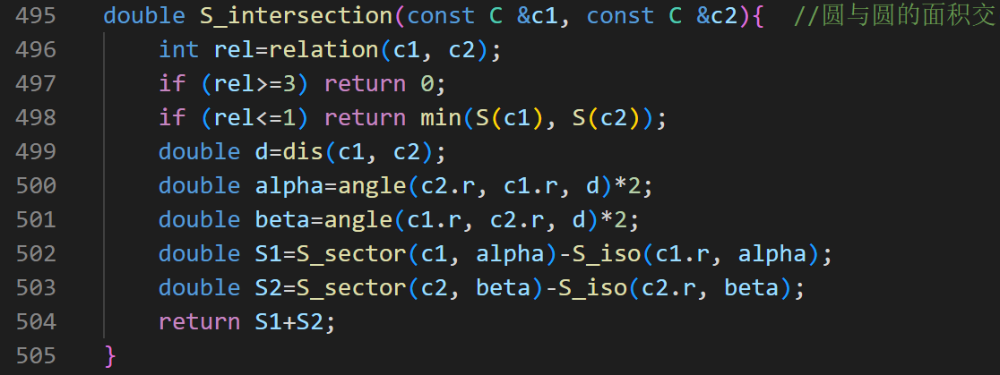 495 double S_intersection(const C &c1, const C &c2){ //圆与圆的面积交
496 int rel=relation(c1, c2);
497 if (rel>=3) return 0;
498 if (rel<=1) return min(S(c1), S(c2));
499 double d=dis(c1, c2);
500 double alpha=angle(c2.r, c1.r, d)*2;
501 double beta=angle(c1.r, c2.r, d)*2;
502 double S1=S_sector(c1, alpha)-S_iso(c1.r, alpha);
503 double S2=S_sector(c2, beta)-S_iso(c2.r, beta);
504 return S1+S2;
505 }